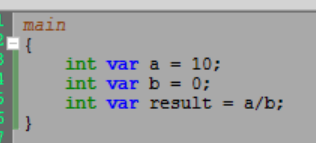 main
{
int var a = 10;
int var b = 0;
int var result = a/b;
}